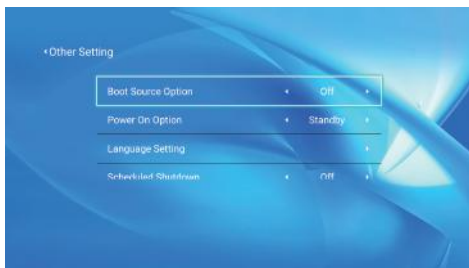 Other Setting
Boot Source Option Off
Power On Option Standby
Language Setting
Scheduled Shutdown Off